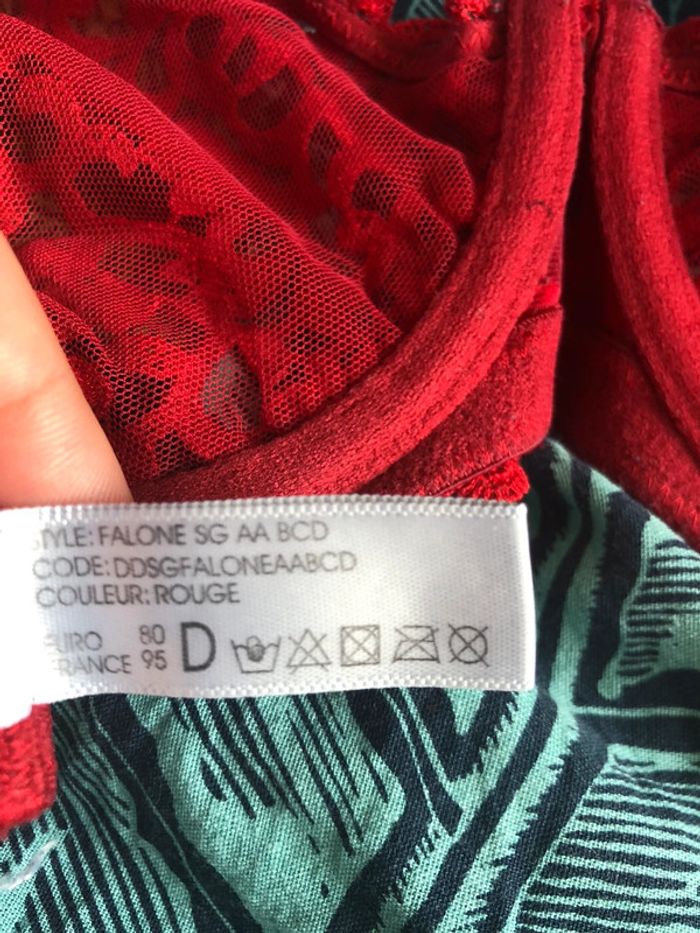 STYLE: FALONE SG AA BCD
CODE: DDSGFALONEAABCD
COULEUR: ROUGE
EURO 80 D
FRANCE 95